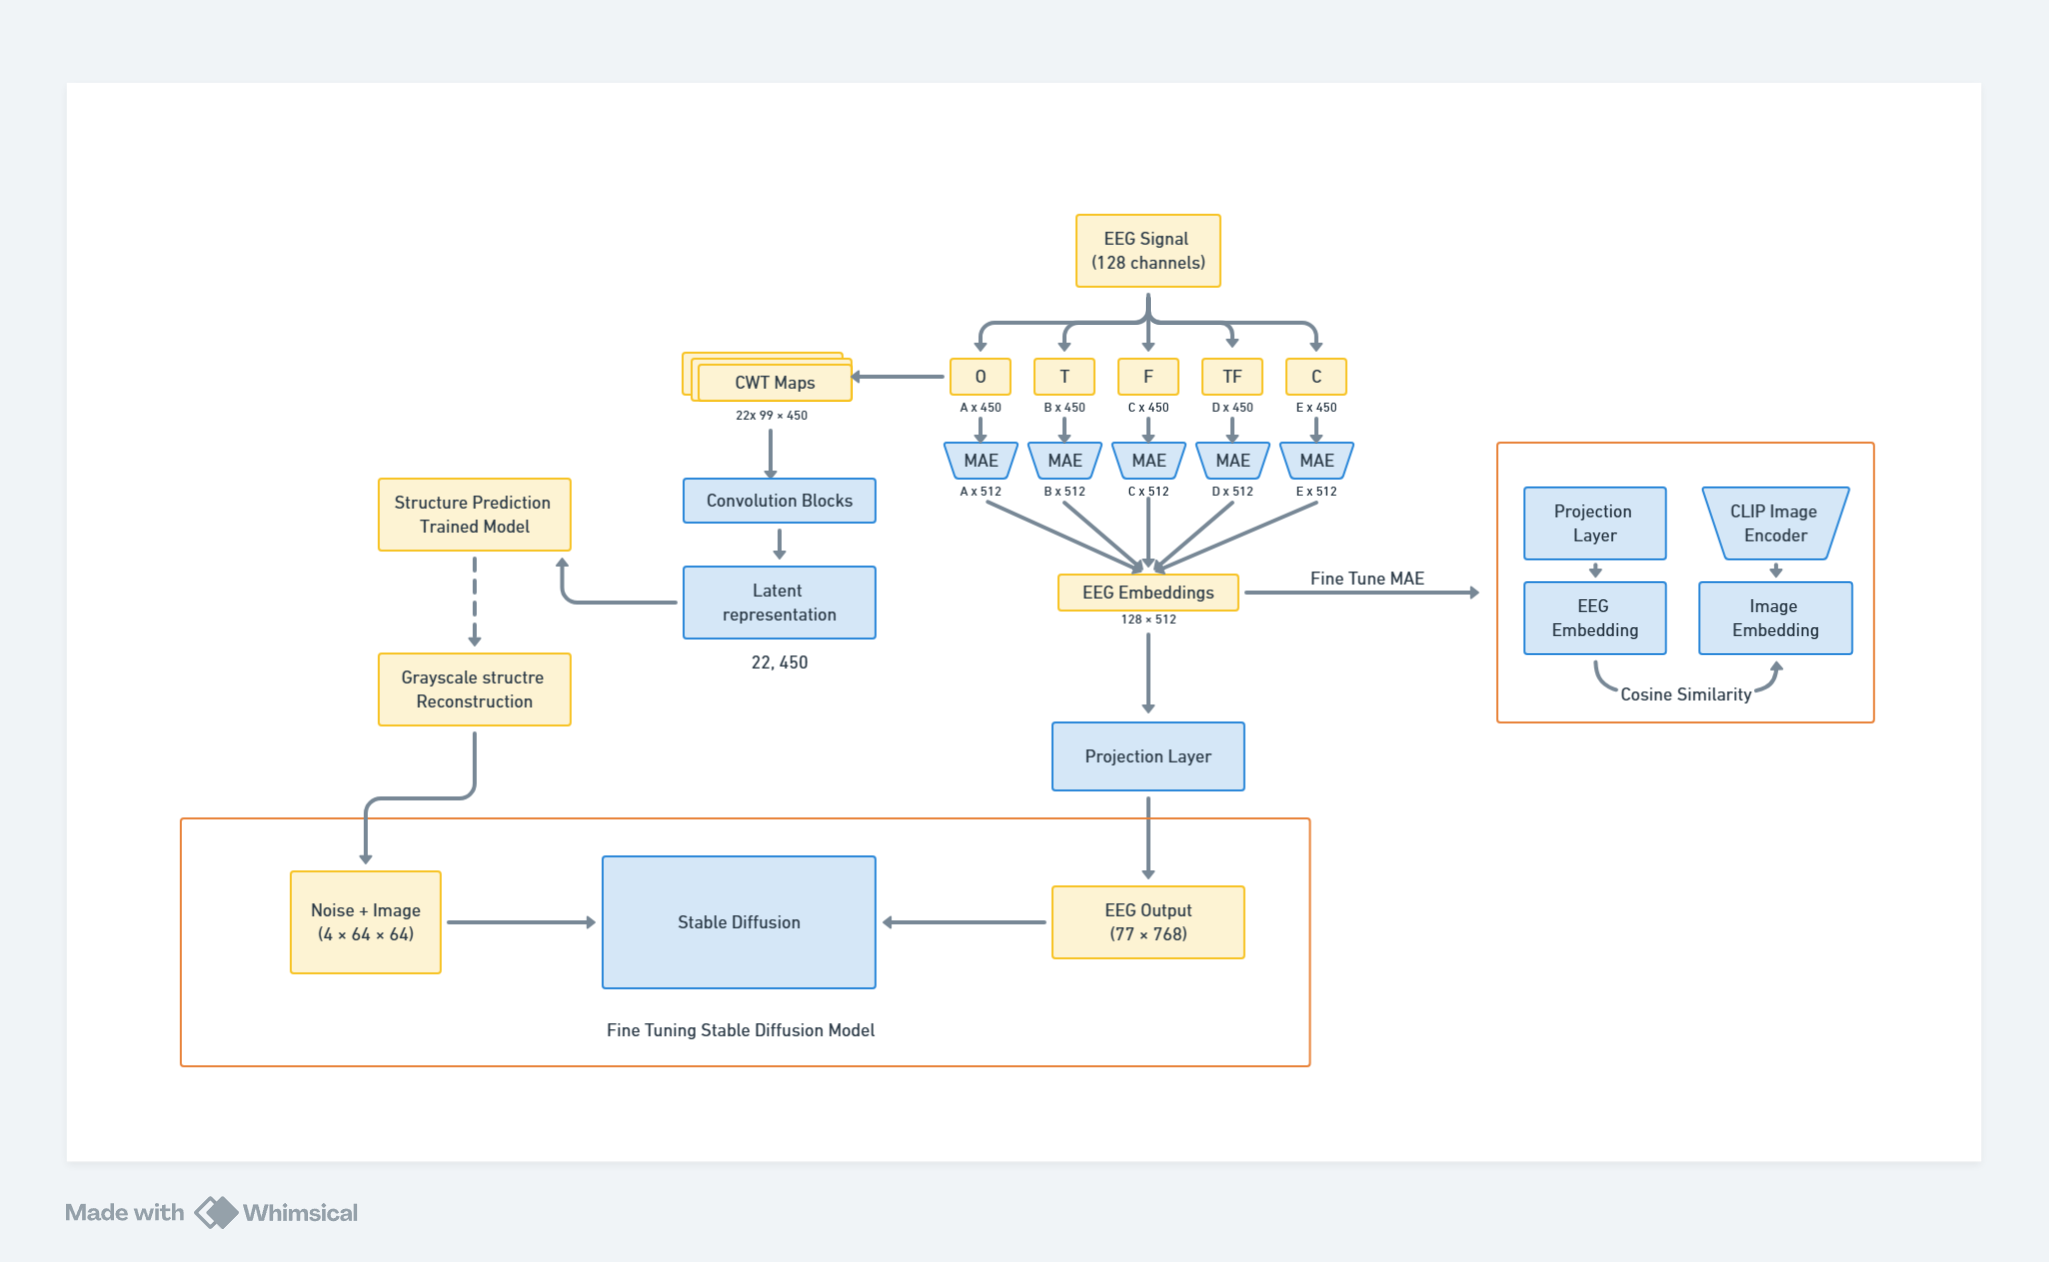 EEG Signal
(128 channels)
O
T
F
TF
C
A x 450
B x 450
C x 450
D x 450
E x 450
MAE
MAE
MAE
MAE
MAE
A x 512
B x 512
C x 512
D x 512
E x 512
CWT Maps
22x 99 × 450
Convolution Blocks
Latent
representation
22, 450
Structure Prediction
Trained Model
Grayscale structre
Reconstruction
EEG Embeddings
128 × 512
Fine Tune MAE
Projection
Layer
CLIP Image
Encoder
EEG
Embedding
Image
Embedding
Cosine Similarity
Projection Layer
Noise + Image
(4 × 64 × 64)
Stable Diffusion
EEG Output
(77 × 768)
Fine Tuning Stable Diffusion Model
Made with Whimsical